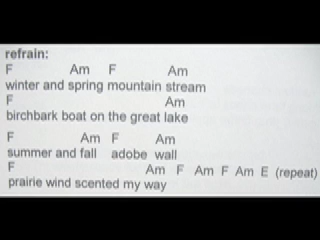 refrain:
F Am F Am
winter and spring mountain stream
F Am
birchbark boat on the great lake
F Am F Am
summer and fall adobe wall
F Am F Am F Am E (repeat)
prairie wind scented my way